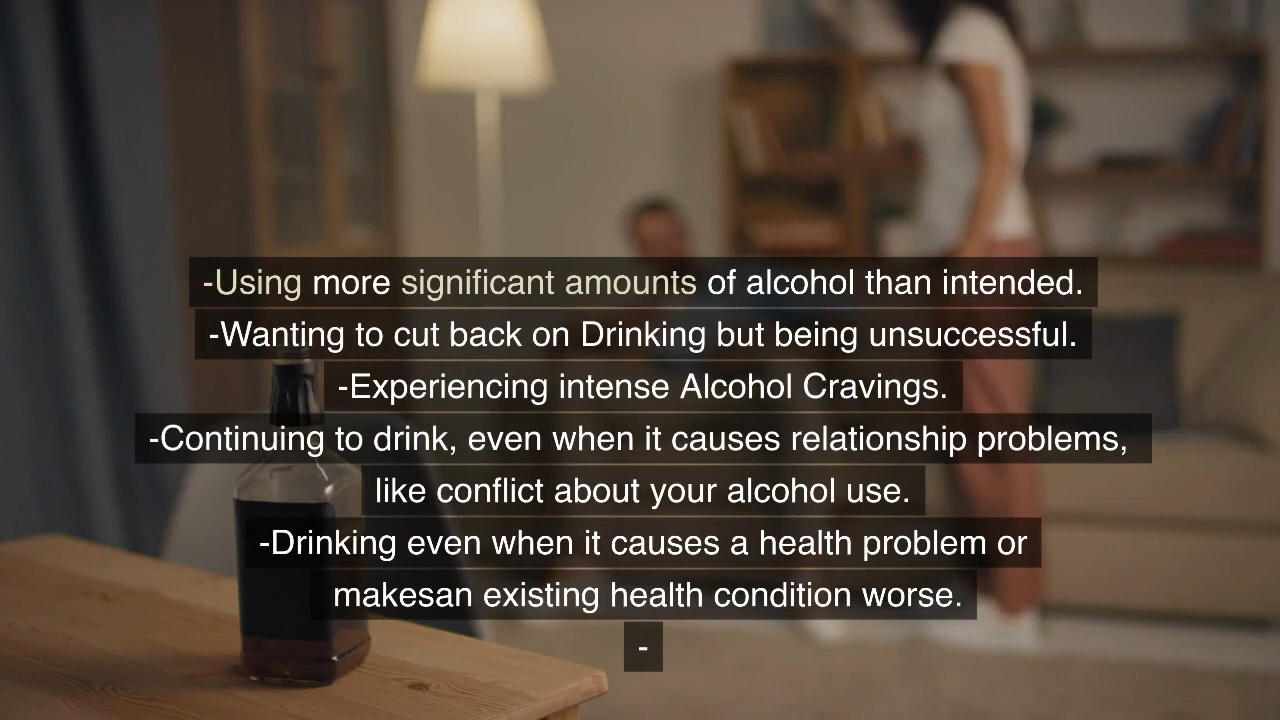 -Using more significant amounts of alcohol than intended.
-Wanting to cut back on Drinking but being unsuccessful.
-Experiencing intense Alcohol Cravings.
-Continuing to drink, even when it causes relationship problems,
like conflict about your alcohol use.
-Drinking even when it causes a health problem or
makesan existing health condition worse.
-